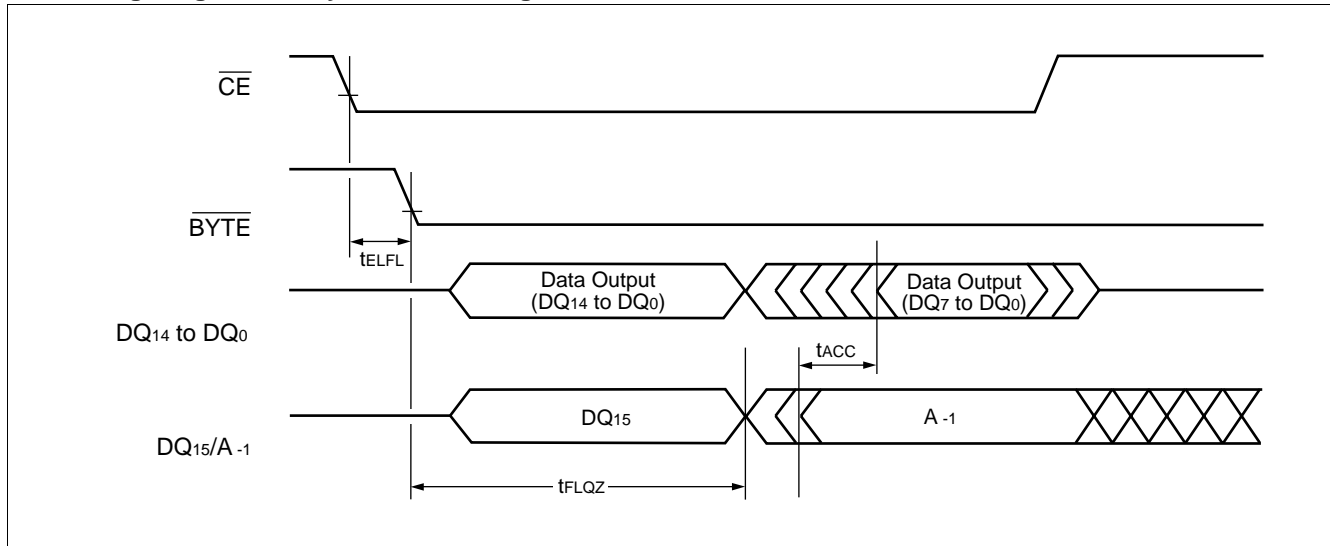 CE
BYTE
tELFL
Data Output
(DQ14 to DQ0)
Data Output
(DQ7 to DQ0)
DQ14 to DQ0
tACC
DQ15
A -1
DQ15/A -1
tFLQZ